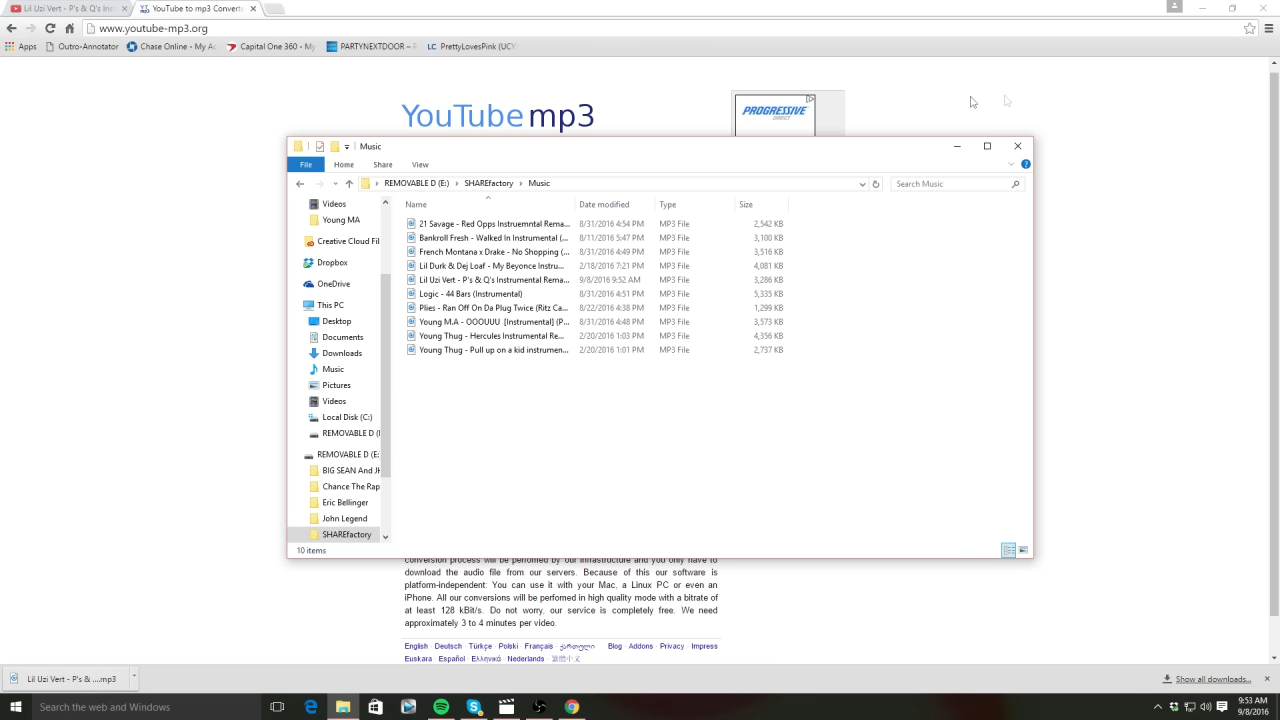 Lil Uzi Vert - P's & Q's Inst
YouTube to mp3 Converte
www.youtube-mp3.org
Apps Outro-Annotator Chase Online - My Ac Capital One 360 - My PARTYNEXTDOOR – F LC PrettyLovesPink (UCY
YouTube mp3
PROGRESSIVE
DIRECT
Music
File Home Share View
REMOVABLE D (E:) > SHAREfactory > Music
Search Music
Name Date modified Type Size
21 Savage - Red Opps Instruemntal Rema... 8/31/2016 4:54 PM MP3 File 2,542 KB
Bankroll Fresh - Walked In Instrumental (... 8/11/2016 5:47 PM MP3 File 3,100 KB
French Montana x Drake - No Shopping (... 8/31/2016 4:49 PM MP3 File 3,516 KB
Lil Durk & Dej Loaf - My Beyonce Instru... 2/18/2016 7:21 PM MP3 File 4,081 KB
Lil Uzi Vert - P's & Q's Instrumental Rema... 9/8/2016 9:52 AM MP3 File 3,286 KB
Logic - 44 Bars (Instrumental) 8/31/2016 4:51 PM MP3 File 5,335 KB
Plies - Ran Off On Da Plug Twice (Ritz Ca... 8/22/2016 4:38 PM MP3 File 1,299 KB
Young M.A - OOOUUU [Instrumental] (P... 8/31/2016 4:48 PM MP3 File 3,573 KB
Young Thug - Hercules Instrumental Re... 2/20/2016 1:03 PM MP3 File 4,356 KB
Young Thug - Pull up on a kid instrumen... 2/20/2016 1:01 PM MP3 File 2,737 KB
Videos
Young MA
Creative Cloud Fil
Dropbox
OneDrive
This PC
Desktop
Documents
Downloads
Music
Pictures
Videos
Local Disk (C:)
REMOVABLE D (I
REMOVABLE D (E:
BIG SEAN And JH
Chance The Rap
Eric Bellinger
John Legend
SHAREfactory
10 items
conversion process will be perfomed by our infrastructure and you only have to
download the audio file from our servers. Because of this our software is
platform-independent: You can use it with your Mac, a Linux PC or even an
iPhone. All our conversions will be perfomed in high quality mode with a bitrate of
at least 128 kBit/s. Do not worry, our service is completely free. We need
approximately 3 to 4 minutes per video.
English · Deutsch · Türkçe · Polski · Français · ქართული Blog · Addons · Privacy · Impress
Euskara · Español · Ελληνικά · Nederlands · 繁體中文
Lil Uzi Vert - P's & ....mp3
Show all downloads...
Search the web and Windows
9:53 AM
9/8/2016